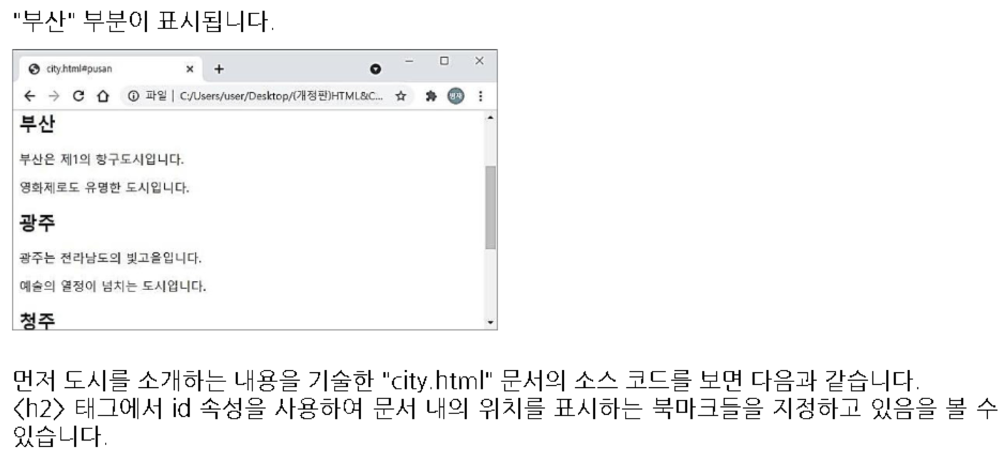 "부산" 부분이 표시됩니다.
city.html#pusan
파일 | C:/Users/user/Desktop/(개정판)HTML&C...
병자
부산
부산은 제1의 항구도시입니다.
영화제로도 유명한 도시입니다.
광주
광주는 전라남도의 빛고을입니다.
예술의 열정이 넘치는 도시입니다.
청주
먼저 도시를 소개하는 내용을 기술한 "city.html" 문서의 소스 코드를 보면 다음과 같습니다.
〈h2〉 태그에서 id 속성을 사용하여 문서 내의 위치를 표시하는 북마크들을 지정하고 있음을 볼 수
있습니다.